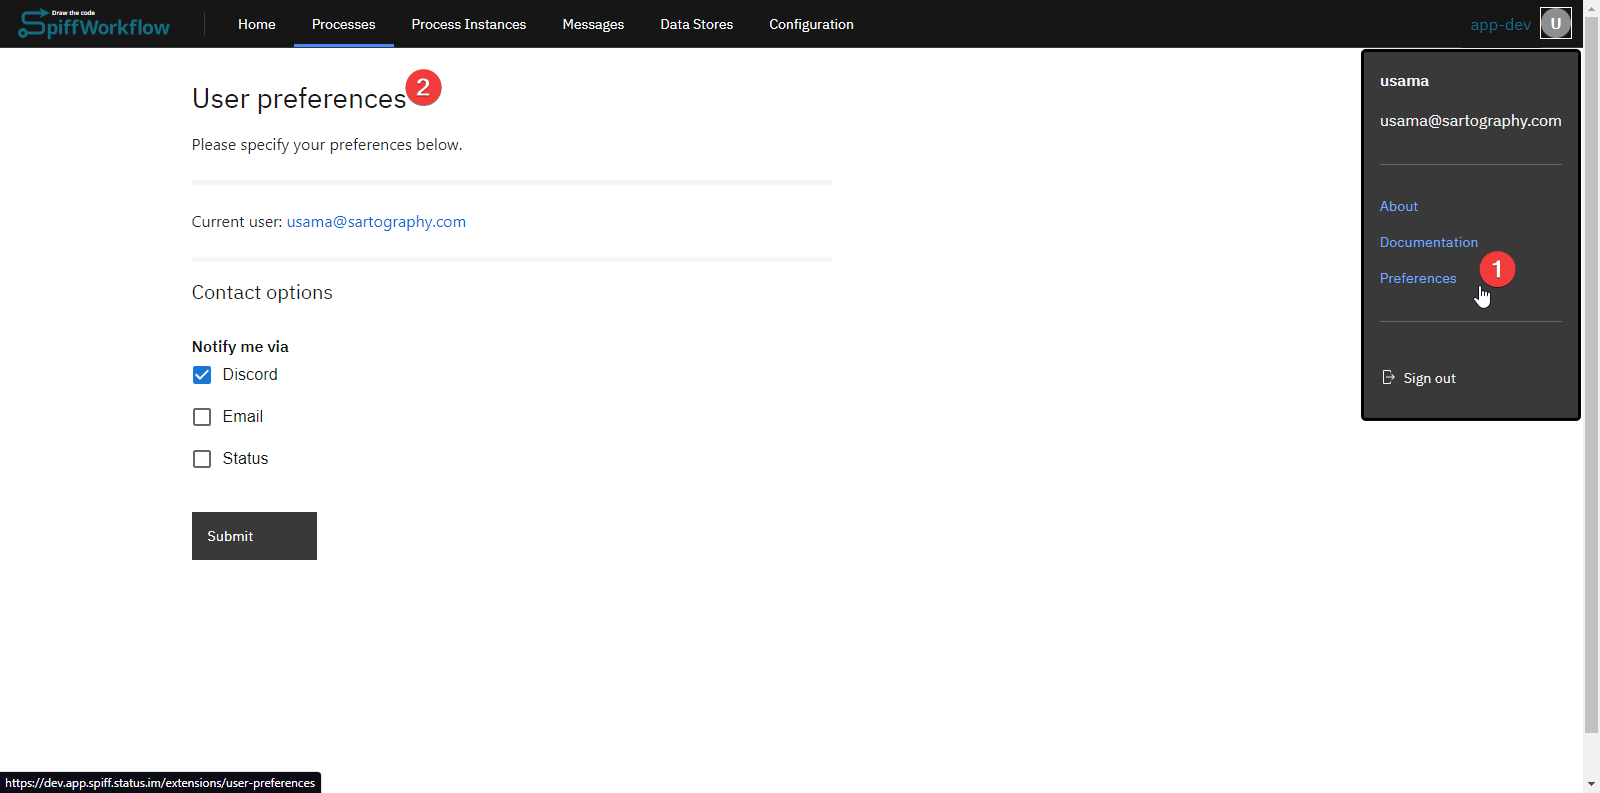 Draw the code
SpiffWorkflow
Home Processes Process Instances Messages Data Stores Configuration
app-dev U
User preferences 2
Please specify your preferences below.
Current user: usama@sartography.com
Contact options
Notify me via
Discord
Email
Status
Submit
usama
usama@sartography.com
About
Documentation
Preferences 1
Sign out
https://dev.app.spiff.status.im/extensions/user-preferences